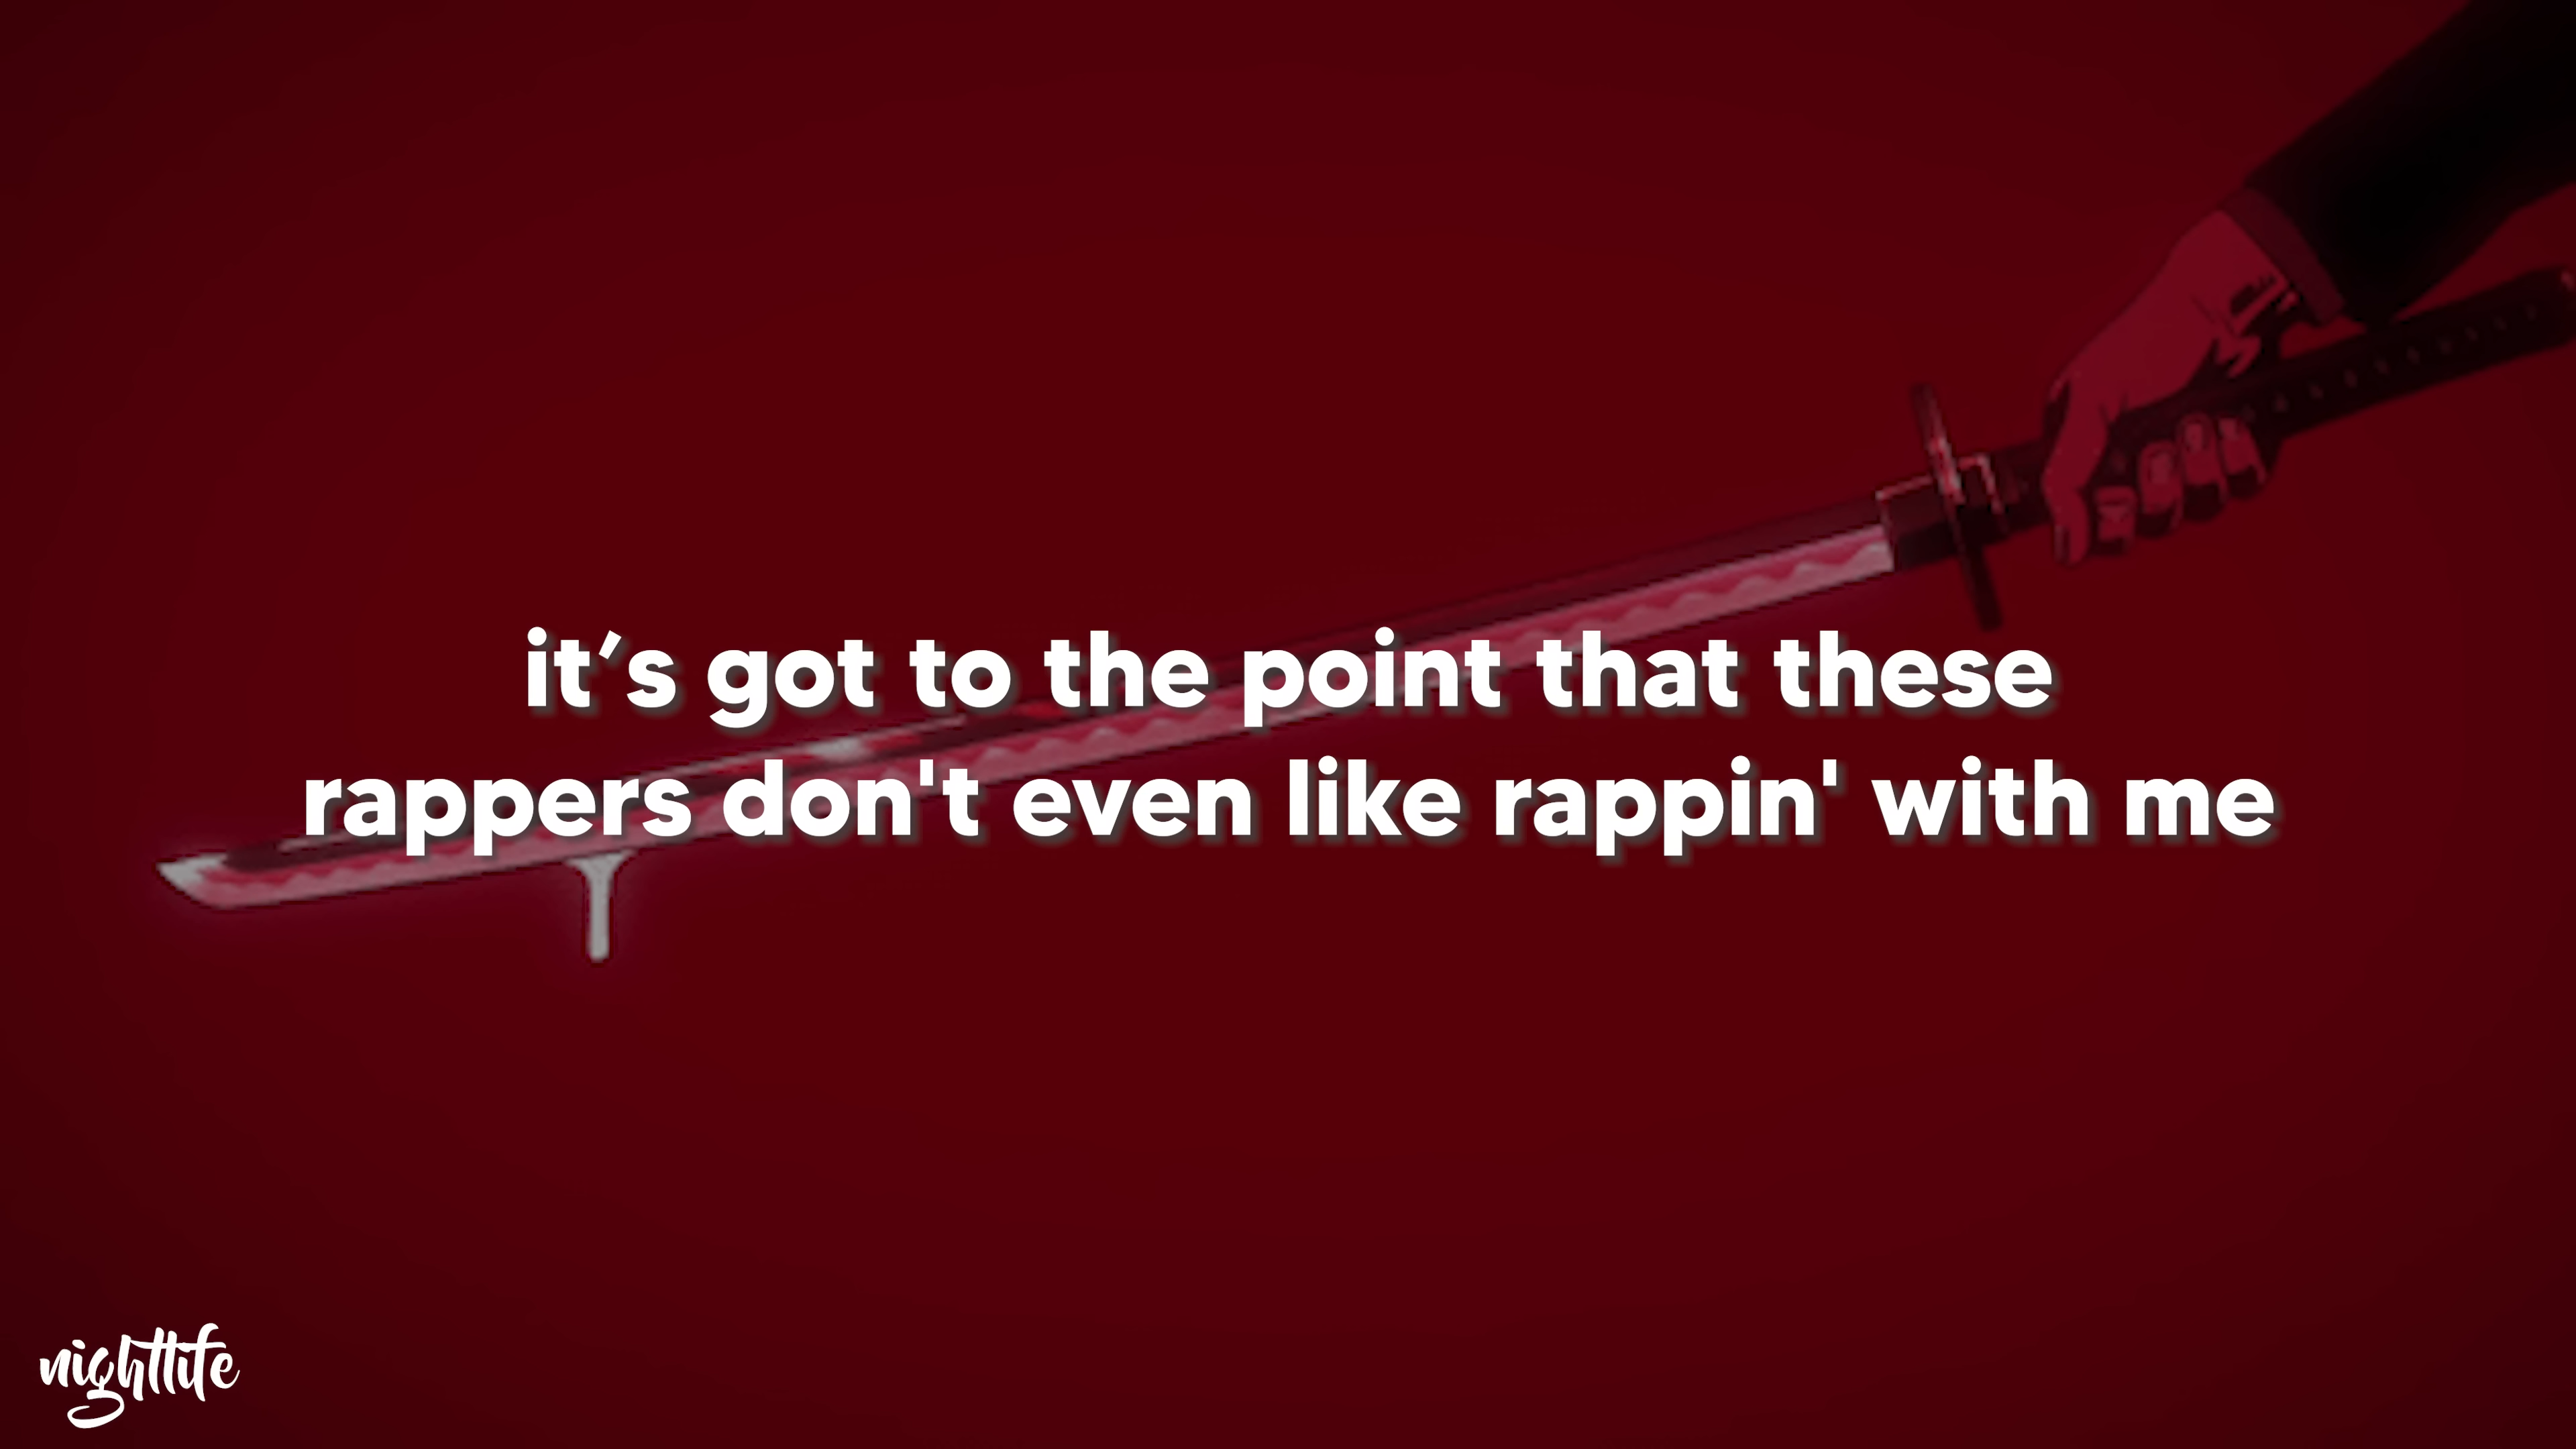 it’s got to the point that these
rappers don't even like rappin' with me
nightlife